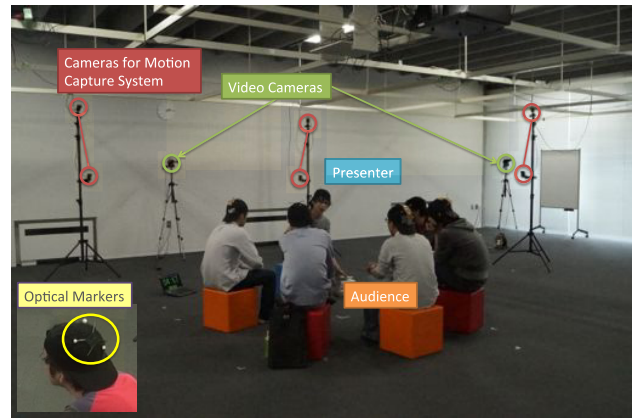 Cameras for Motion
Capture System
Video Cameras
Presenter
Optical Markers
Audience